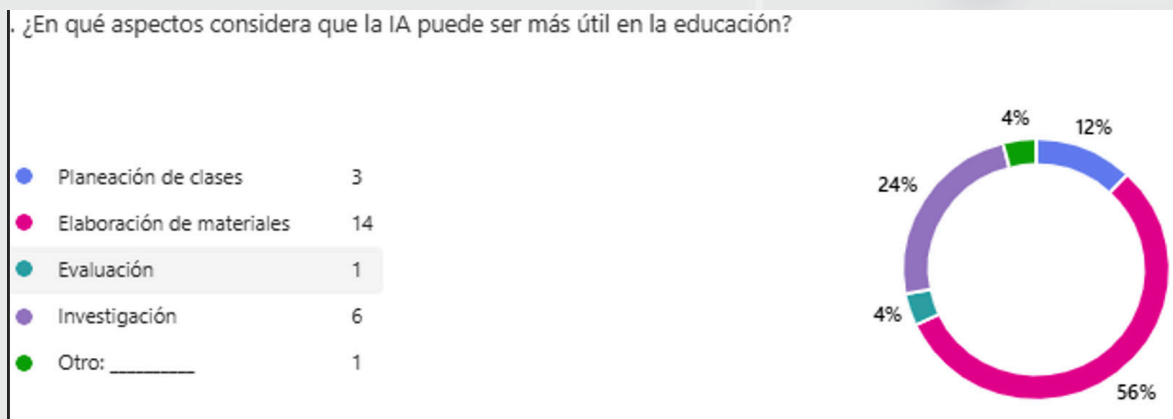 . ¿En qué aspectos considera que la IA puede ser más útil en la educación?
Planeación de clases 3
Elaboración de materiales 14
Evaluación 1
Investigación 6
Otro: __________ 1
4%
12%
24%
4%
56%